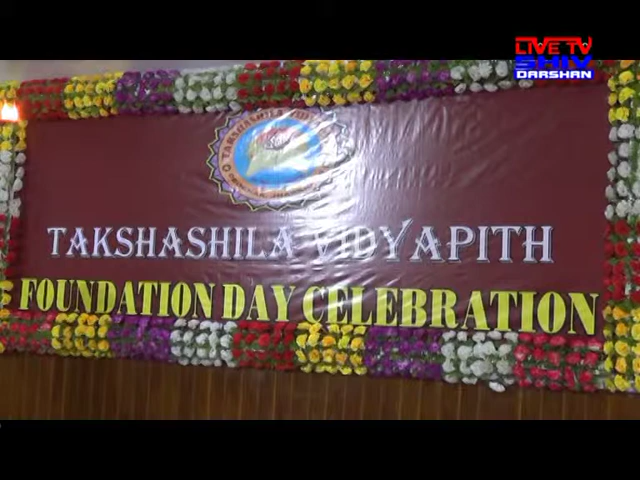 LIVE TV
SHIV
DARSHAN
TAKSHASHILA VIDYAPITH
FOUNDATION DAY CELEBRATION